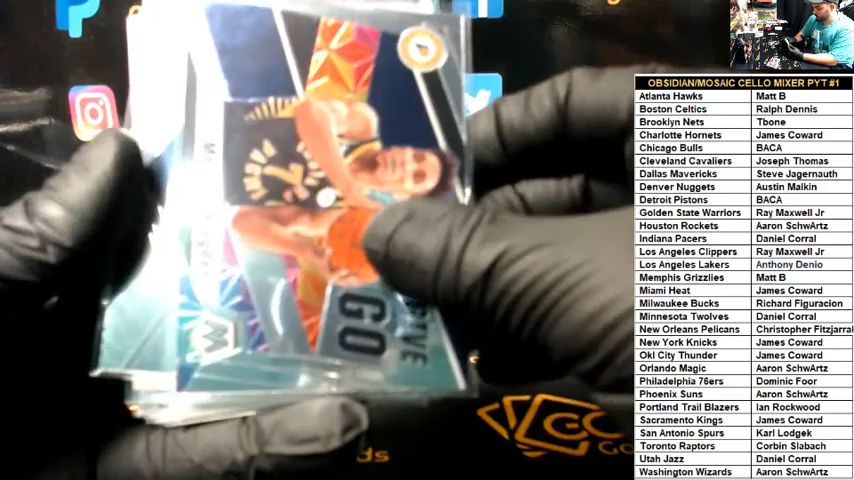 OBSIDIAN/MOSAIC CELLO MIXER PYT #1
Atlanta Hawks Matt B
Boston Celtics Ralph Dennis
Brooklyn Nets Tbone
Charlotte Hornets James Coward
Chicago Bulls BACA
Cleveland Cavaliers Joseph Thomas
Dallas Mavericks Steve Jagernauth
Denver Nuggets Austin Malkin
Detroit Pistons BACA
Golden State Warriors Ray Maxwell Jr
Houston Rockets Aaron SchwArtz
Indiana Pacers Daniel Corral
Los Angeles Clippers Ray Maxwell Jr
Los Angeles Lakers Anthony Denio
Memphis Grizzlies Matt B
Miami Heat James Coward
Milwaukee Bucks Richard Figuracion
Minnesota Twolves Daniel Corral
New Orleans Pelicans Christopher Fitzjarral
New York Knicks James Coward
Okl City Thunder James Coward
Orlando Magic Aaron SchwArtz
Philadelphia 76ers Dominic Foor
Phoenix Suns Aaron SchwArtz
Portland Trail Blazers Ian Rockwood
Sacramento Kings James Coward
San Antonio Spurs Karl Lodgek
Toronto Raptors Corbin Slabach
Utah Jazz Daniel Corral
Washington Wizards Aaron SchwArtz
GO
7
GC